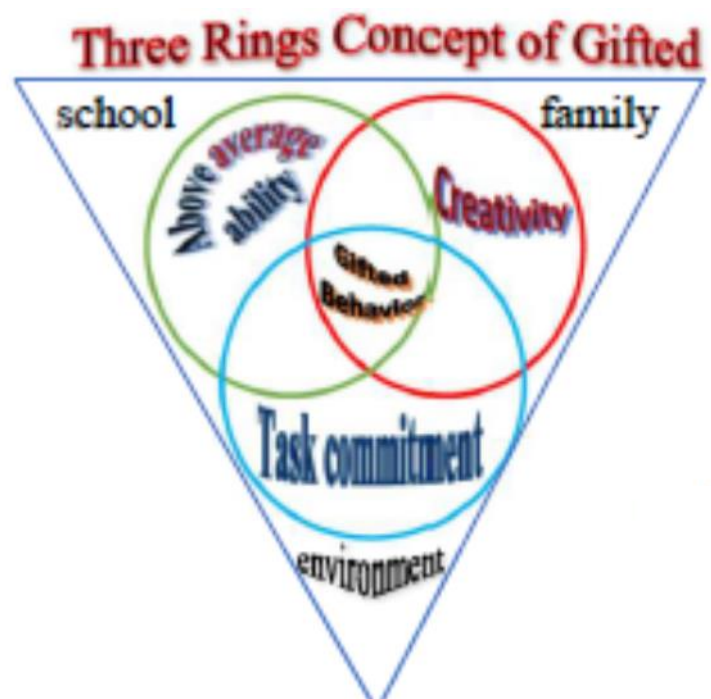 Three Rings Concept of Gifted
school
family
Above average
ability
Creativity
Gifted
Behavior
Task commitment
environment